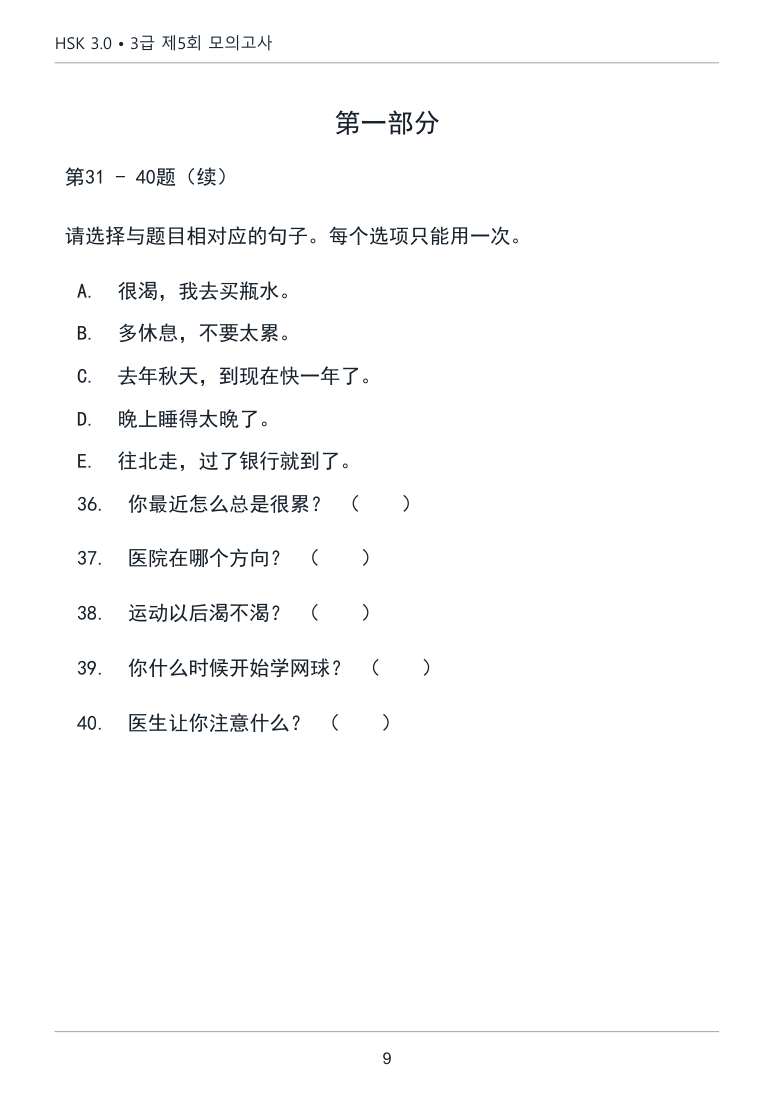 HSK 3.0 • 3급 제5회 모의고사
第一部分
第31 - 40题（续）
请选择与题目相对应的句子。每个选项只能用一次。
A. 很渴，我去买瓶水。
B. 多休息，不要太累。
C. 去年秋天，到现在快一年了。
D. 晚上睡得太晚了。
E. 往北走，过了银行就到了。
36. 你最近怎么总是很累？ （　　）
37. 医院在哪个方向？ （　　）
38. 运动以后渴不渴？ （　　）
39. 你什么时候开始学网球？ （　　）
40. 医生让你注意什么？ （　　）
9